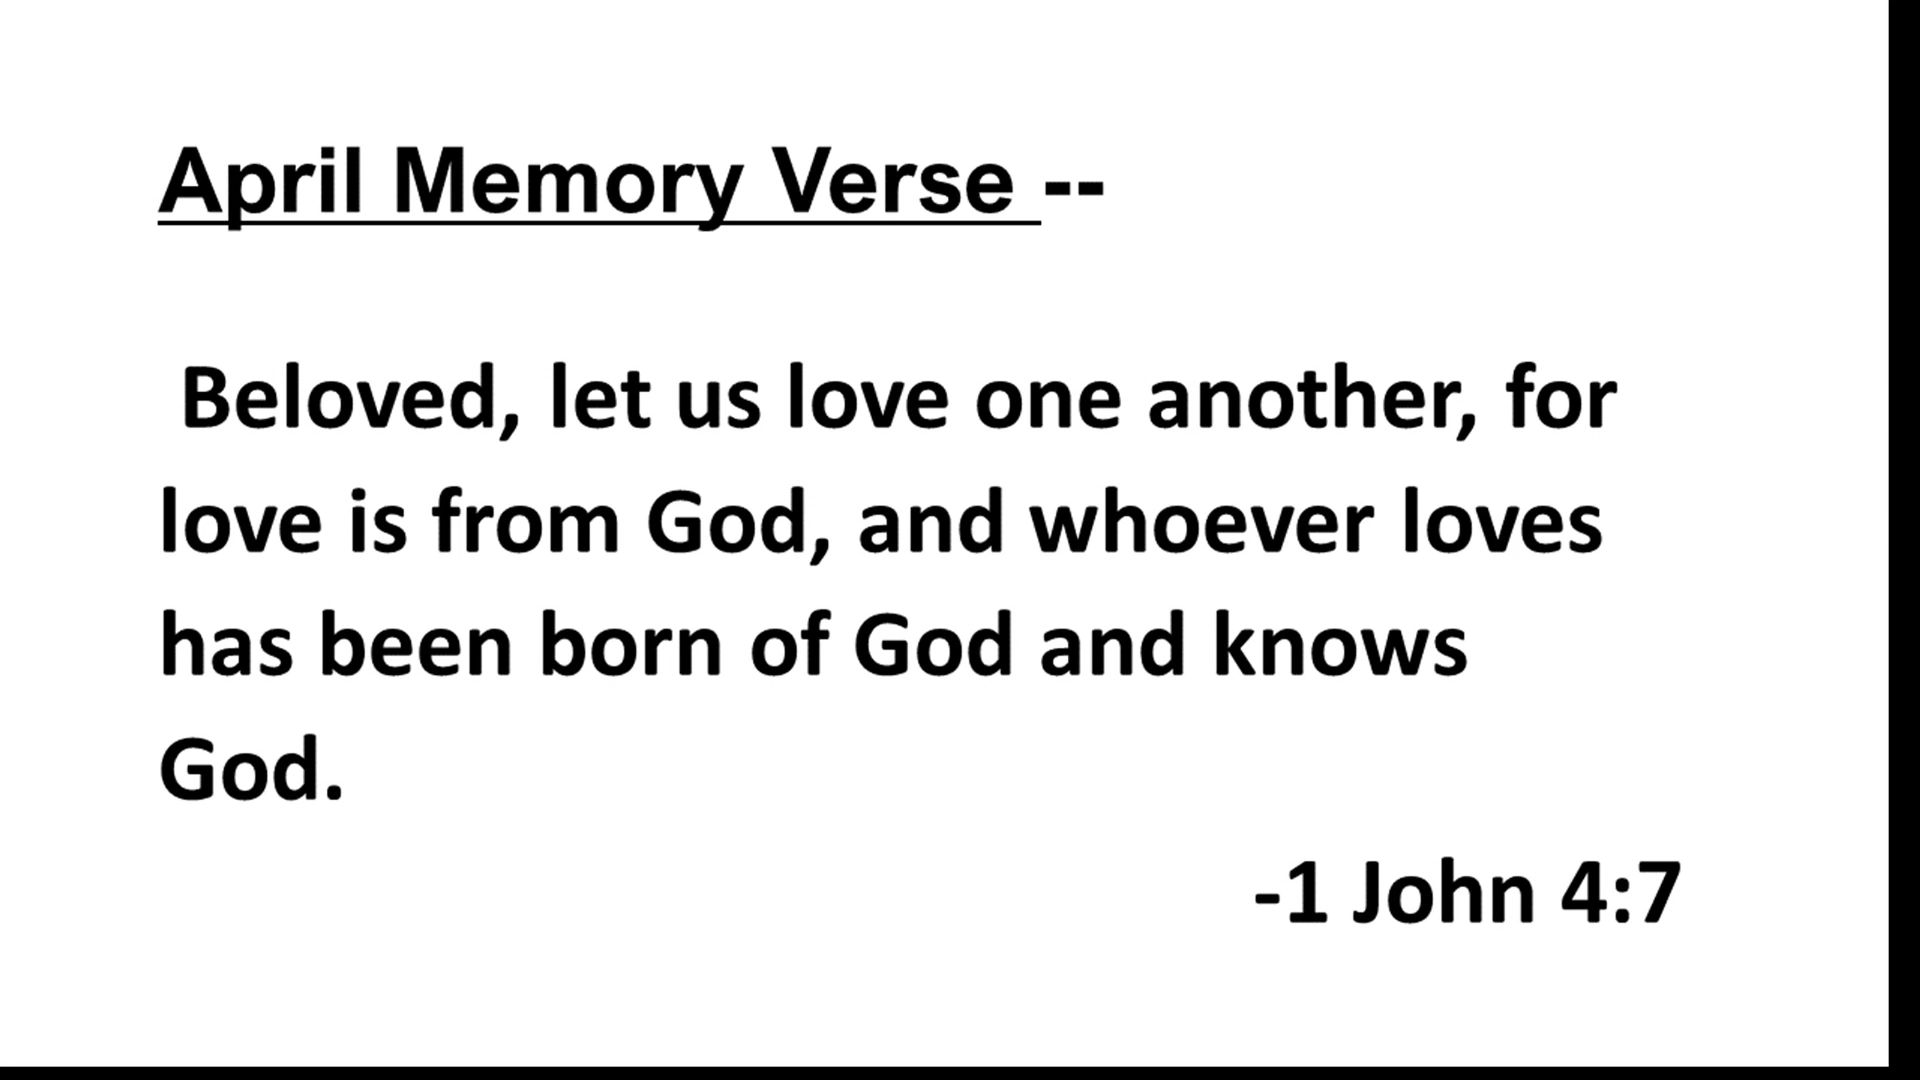 April Memory Verse --
Beloved, let us love one another, for
love is from God, and whoever loves
has been born of God and knows
God.
-1 John 4:7